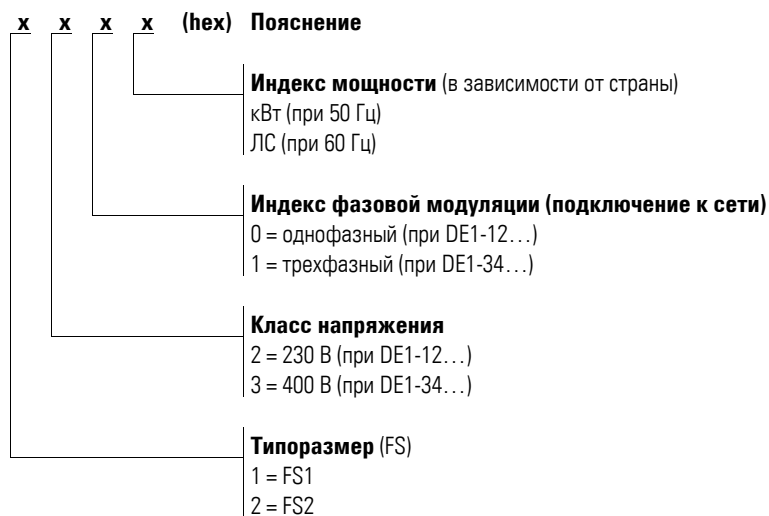 x x x x (hex) Пояснение
Индекс мощности (в зависимости от страны)
кВт (при 50 Гц)
ЛС (при 60 Гц)
Индекс фазовой модуляции (подключение к сети)
0 = однофазный (при DE1-12…)
1 = трехфазный (при DE1-34…)
Класс напряжения
2 = 230 В (при DE1-12…)
3 = 400 В (при DE1-34…)
Типоразмер (FS)
1 = FS1
2 = FS2